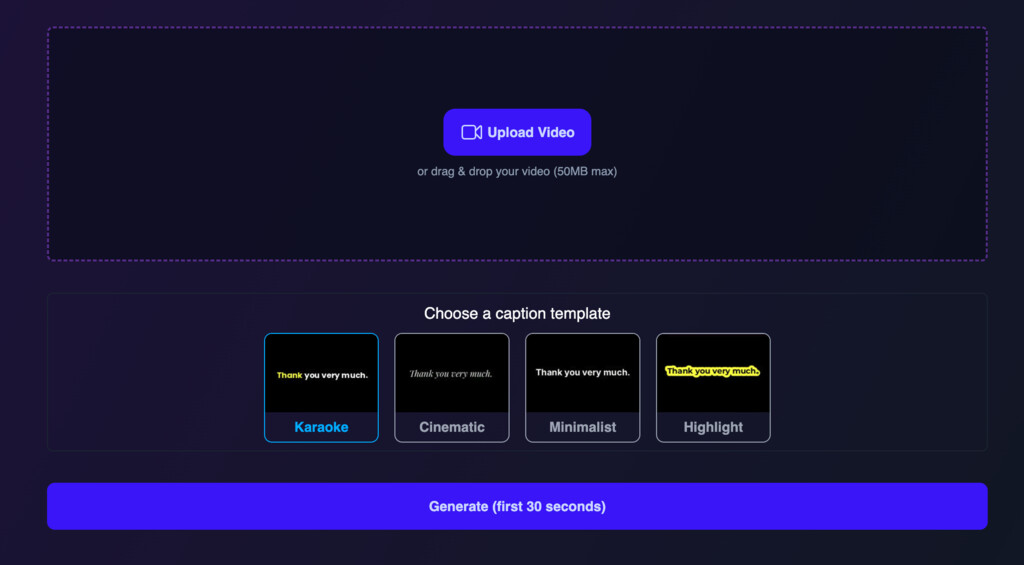 Upload Video
or drag & drop your video (50MB max)
Choose a caption template
Thank you very much.
Thank you very much.
Thank you very much.
Thank you very much.
Karaoke
Cinematic
Minimalist
Highlight
Generate (first 30 seconds)